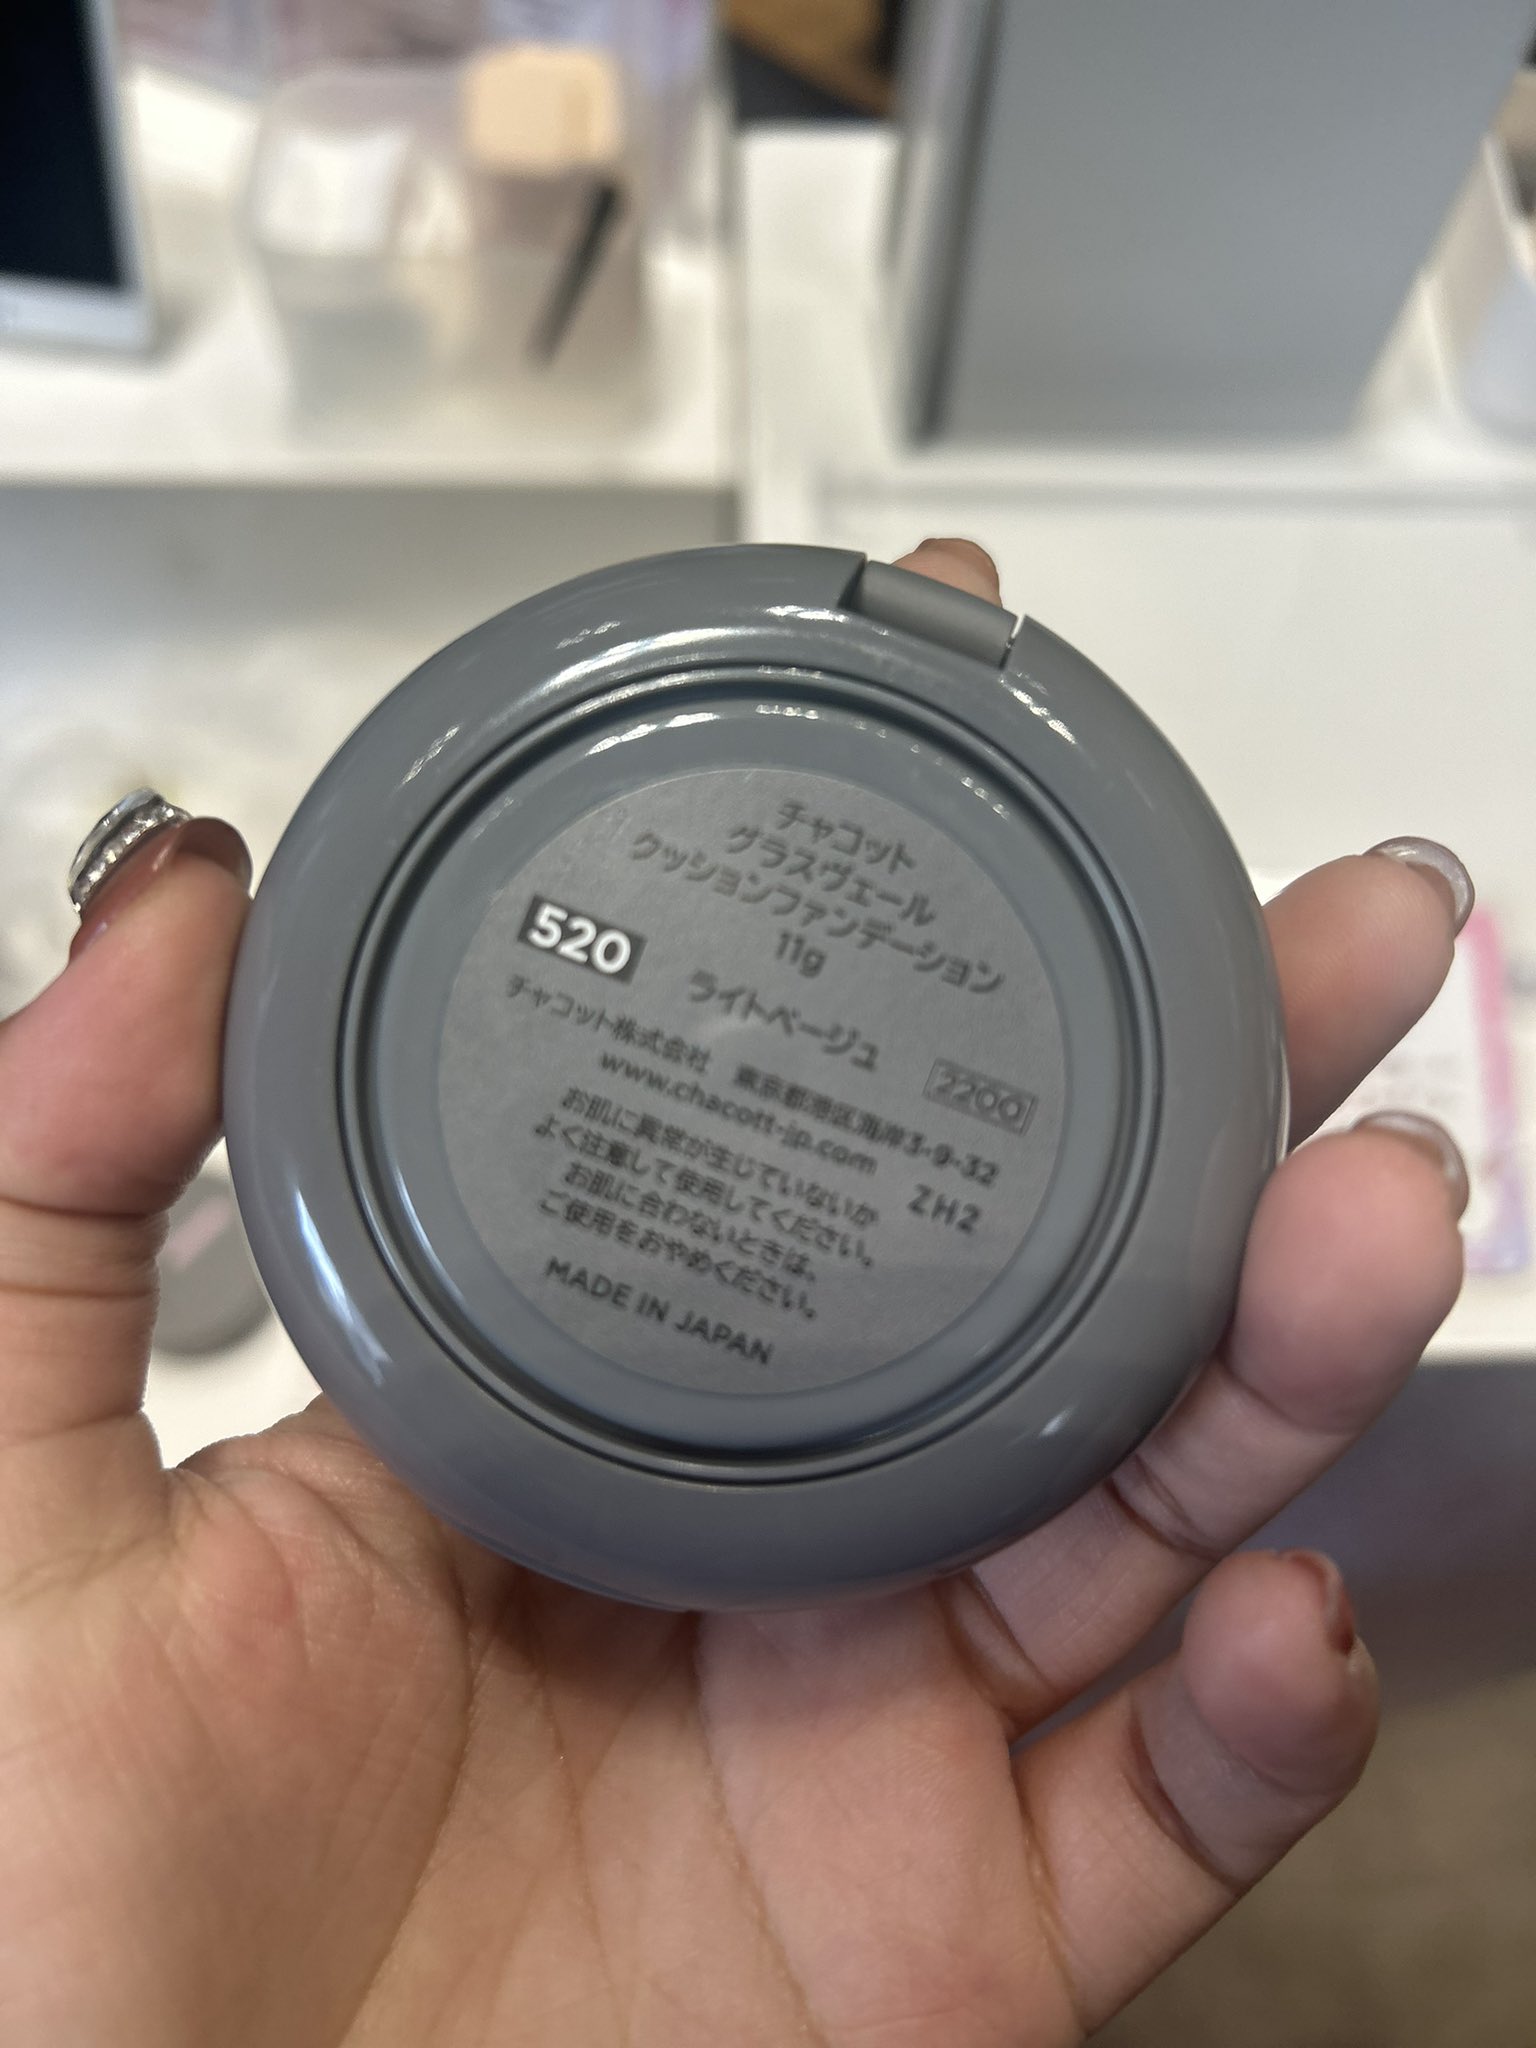 チャコット
グラスヴェール
クッションファンデーション
11g
520 ライトベージュ
2200
チャコット株式会社 東京都港区海岸3-9-32
www.chacott-jp.com
ZH2
お肌に異常が生じていないか
よく注意して使用してください。
お肌に合わないときは、
ご使用をおやめください。
MADE IN JAPAN